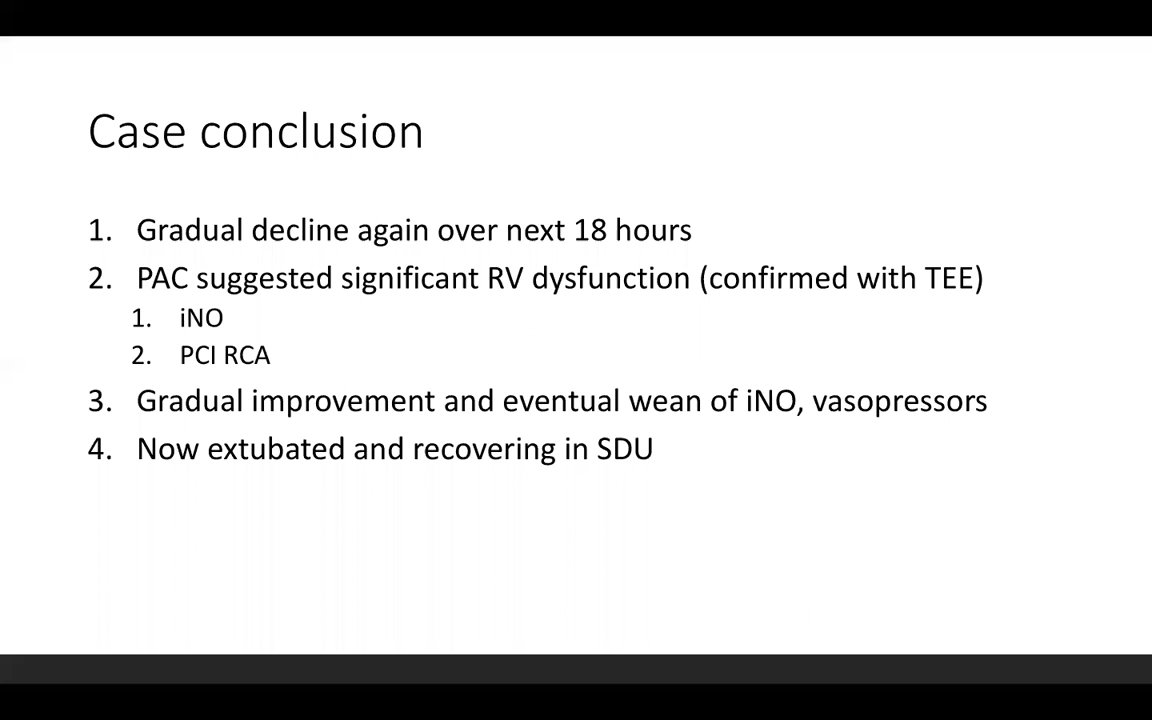 Case conclusion
1. Gradual decline again over next 18 hours
2. PAC suggested significant RV dysfunction (confirmed with TEE)
1. iNO
2. PCI RCA
3. Gradual improvement and eventual wean of iNO, vasopressors
4. Now extubated and recovering in SDU